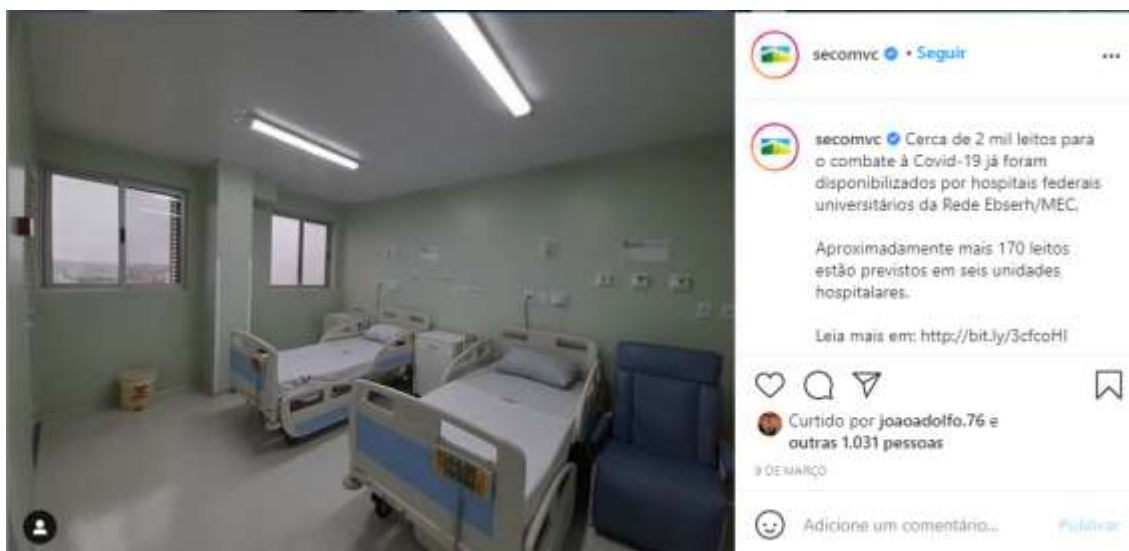 secomvc • Seguir
secomvc Cerca de 2 mil leitos para
o combate à Covid-19 já foram
disponibilizados por hospitais federais
universitários da Rede Ebserh/MEC.
Aproximadamente mais 170 leitos
estão previstos em seis unidades
hospitalares.
Leia mais em: http://bit.ly/3cfcoHI
Curtido por joaoadolfo.76 e
outras 1.031 pessoas
9 DE MARÇO
Adicione um comentário...
Publicar